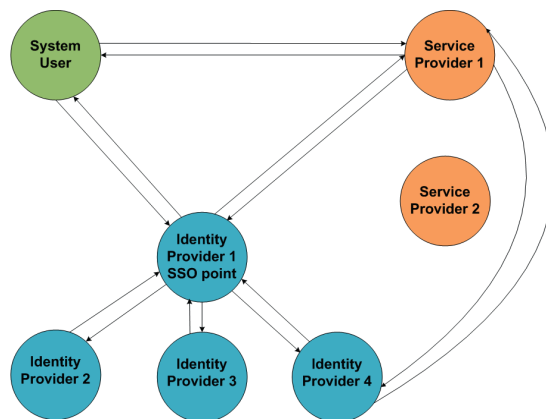 System
User
Service
Provider 1
Service
Provider 2
Identity
Provider 1
SSO point
Identity
Provider 2
Identity
Provider 3
Identity
Provider 4